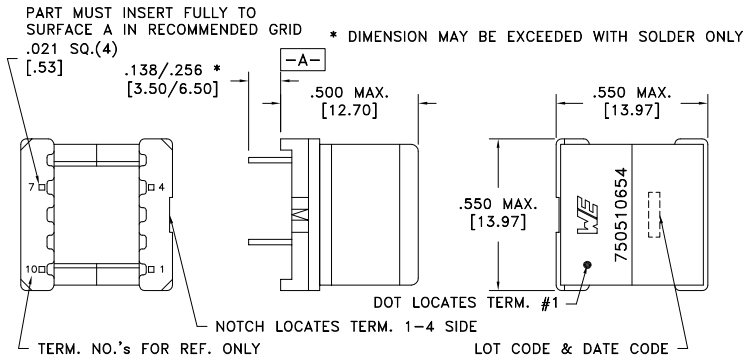 PART MUST INSERT FULLY TO
SURFACE A IN RECOMMENDED GRID
* DIMENSION MAY BE EXCEEDED WITH SOLDER ONLY
.021 SQ.(4)
[.53]
.138/.256 *
[3.50/6.50]
-A-
.500 MAX.
[12.70]
.550 MAX.
[13.97]
7
4
10
1
.550 MAX.
[13.97]
WE
750510654
DOT LOCATES TERM. #1
NOTCH LOCATES TERM. 1-4 SIDE
TERM. NO.'s FOR REF. ONLY
LOT CODE & DATE CODE